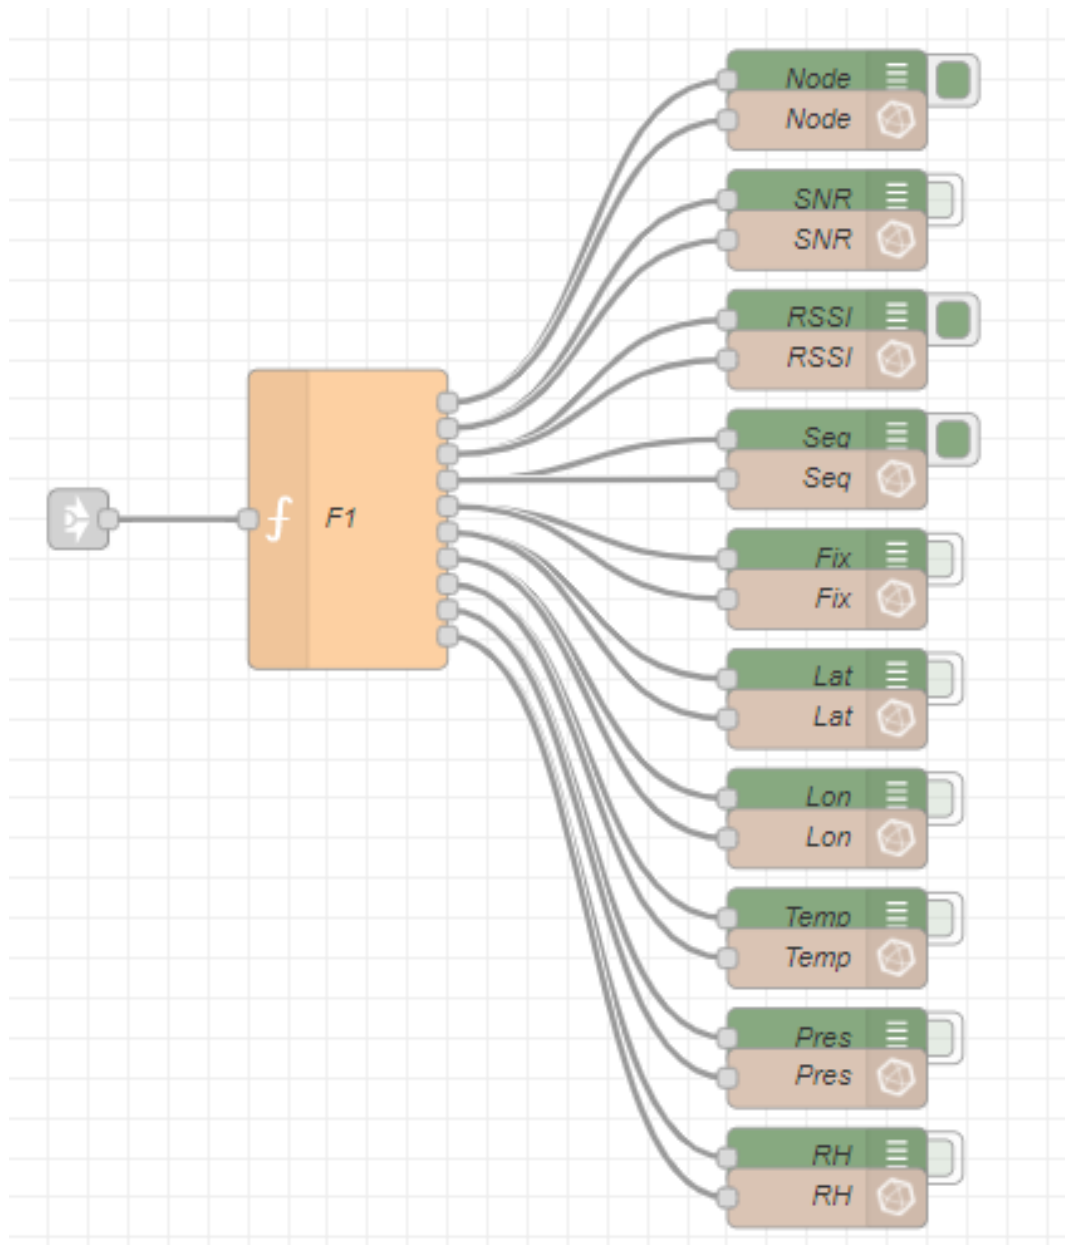 Node
Node
SNR
SNR
RSSI
RSSI
Seq
Seq
F1
Fix
Fix
Lat
Lat
Lon
Lon
Temp
Temp
Pres
Pres
RH
RH